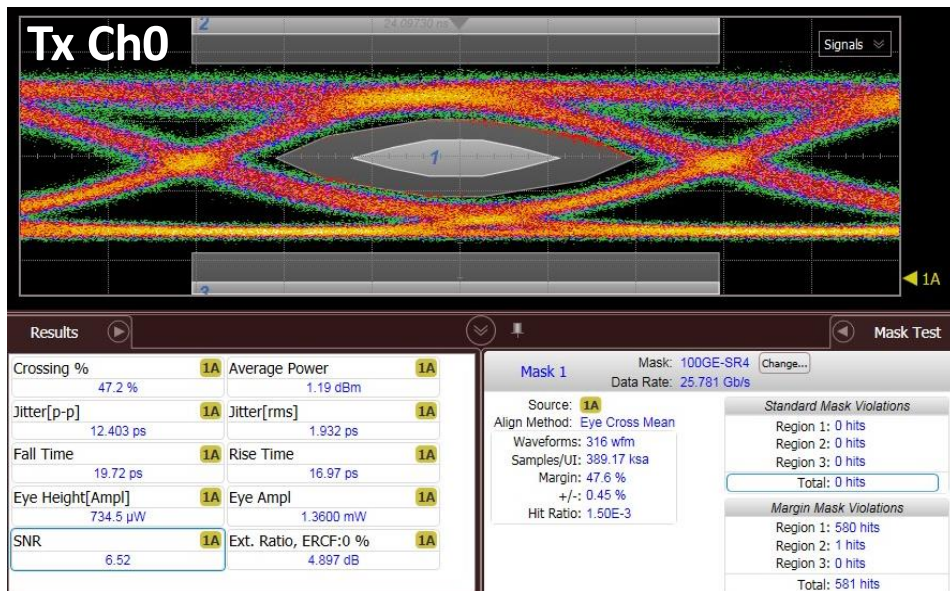 Tx Ch0
2
24.09730 ns
Signals
1
3
1A
Results
Mask Test
Crossing % 1A
47.2 %
Average Power 1A
1.19 dBm
Jitter[p-p] 1A
12.403 ps
Jitter[rms] 1A
1.932 ps
Fall Time 1A
19.72 ps
Rise Time 1A
16.97 ps
Eye Height[Ampl] 1A
734.5 µW
Eye Ampl 1A
1.3600 mW
SNR 1A
6.52
Ext. Ratio, ERCF:0 % 1A
4.897 dB
Mask 1
Mask: 100GE-SR4 Change...
Data Rate: 25.781 Gb/s
Source: 1A
Align Method: Eye Cross Mean
Waveforms: 316 wfm
Samples/UI: 389.17 ksa
Margin: 47.6 %
+/-: 0.45 %
Hit Ratio: 1.50E-3
Standard Mask Violations
Region 1: 0 hits
Region 2: 0 hits
Region 3: 0 hits
Total: 0 hits
Margin Mask Violations
Region 1: 580 hits
Region 2: 1 hits
Region 3: 0 hits
Total: 581 hits